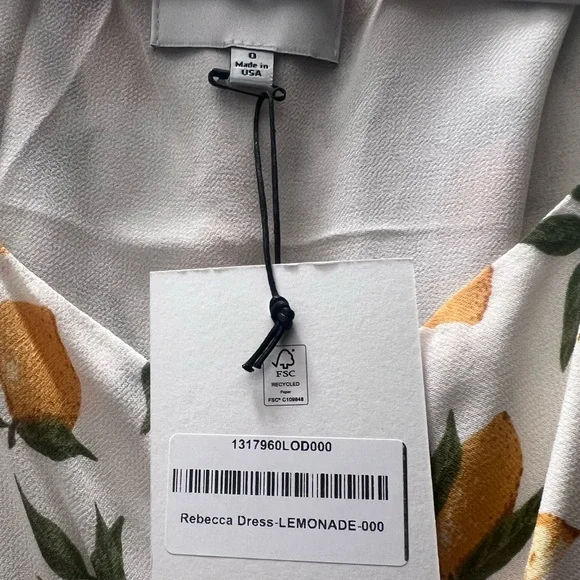 0
Made in
USA
FSC
RECYCLED
Paper
FSC® C109848
1317960LOD000
Rebecca Dress-LEMONADE-000